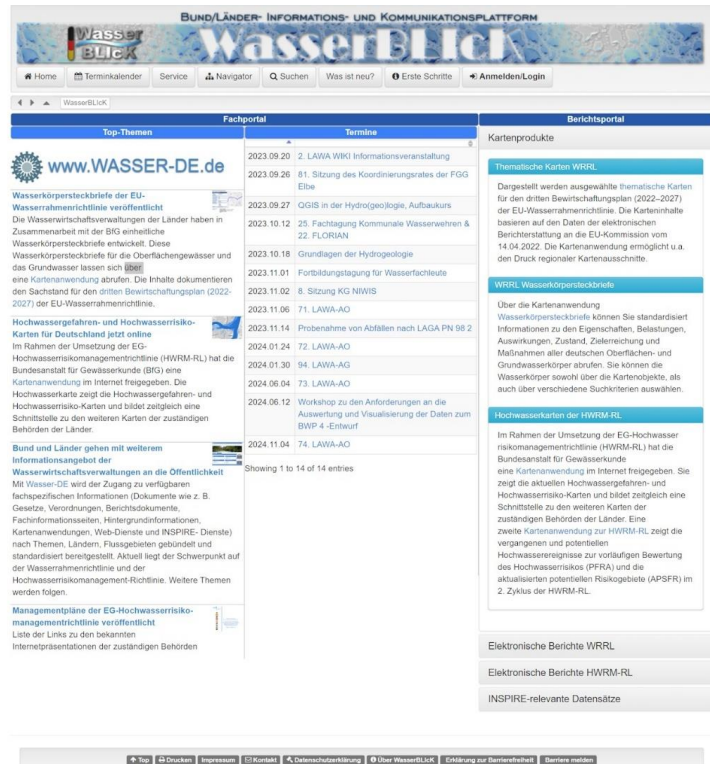 BUND/LÄNDER- INFORMATIONS- UND KOMMUNIKATIONSPLATTFORM
Wasser
BLIcK
WasserBLIcK
Home Terminkalender Service Navigator Suchen Was ist neu? Erste Schritte Anmelden/Login
WasserBLIcK
Fachportal
Top-Themen
www.WASSER-DE.de
Wasserkörpersteckbriefe der EU-
Wasserrahmenrichtlinie veröffentlicht
Die Wasserwirtschaftsverwaltungen der Länder haben in
Zusammenarbeit mit der BfG einheitliche
Wasserkörpersteckbriefe entwickelt. Diese
Wasserkörpersteckbriefe für die Oberflächengewässer und
das Grundwasser lassen sich über
eine Kartenanwendung abrufen. Die Inhalte dokumentieren
den Sachstand für den dritten Bewirtschaftungsplan (2022-
2027) der EU-Wasserrahmenrichtlinie.
Hochwassergefahren- und Hochwasserrisiko-
Karten für Deutschland jetzt online
Im Rahmen der Umsetzung der EG-
Hochwasserrisikomanagementrichtlinie (HWRM-RL) hat die
Bundesanstalt für Gewässerkunde (BfG) eine
Kartenanwendung im Internet freigegeben. Die
Hochwasserkarte zeigt die Hochwassergefahren- und
Hochwasserrisiko-Karten und bildet zeitgleich eine
Schnittstelle zu den weiteren Karten der zuständigen
Behörden der Länder.
Bund und Länder gehen mit weiterem
Informationsangebot der
Wasserwirtschaftsverwaltungen an die Öffentlichkeit
Mit Wasser-DE wird der Zugang zu verfügbaren
fachspezifischen Informationen (Dokumente wie z. B.
Gesetze, Verordnungen, Berichtsdokumente,
Fachinformationsseiten, Hintergrundinformationen,
Kartenanwendungen, Web-Dienste und INSPIRE- Dienste)
nach Themen, Ländern, Flussgebieten gebündelt und
standardisiert bereitgestellt. Aktuell liegt der Schwerpunkt auf
der Wasserrahmenrichtlinie und der
Hochwasserrisikomanagement-Richtlinie. Weitere Themen
werden folgen.
Managementpläne der EG-Hochwasserrisiko-
managementrichtlinie veröffentlicht
Liste der Links zu den bekannten
Internetpräsentationen der zuständigen Behörden
Termine
2023.09.20 2. LAWA WIKI Informationsveranstaltung
2023.09.26 81. Sitzung des Koordinierungsrates der FGG
Elbe
2023.09.27 QGIS in der Hydro(geo)logie, Aufbaukurs
2023.10.12 25. Fachtagung Kommunale Wasserwehren &
22. FLORIAN
2023.10.18 Grundlagen der Hydrogeologie
2023.11.01 Fortbildungstagung für Wasserfachleute
2023.11.02 8. Sitzung KG NIWIS
2023.11.06 71. LAWA-AO
2023.11.14 Probenahme von Abfällen nach LAGA PN 98 2
2024.01.24 72. LAWA-AO
2024.01.30 94. LAWA-AG
2024.06.04 73. LAWA-AO
2024.06.12 Workshop zu den Anforderungen an die
Auswertung und Visualisierung der Daten zum
BWP 4 -Entwurf
2024.11.04 74. LAWA-AO
Showing 1 to 14 of 14 entries
Berichtsportal
Kartenprodukte
Thematische Karten WRRL
Dargestellt werden ausgewählte thematische Karten
für den dritten Bewirtschaftungsplan (2022–2027)
der EU-Wasserrahmenrichtlinie. Die Karteninhalte
basieren auf den Daten der elektronischen
Berichterstattung an die EU-Kommission vom
14.04.2022. Die Kartenanwendung ermöglicht u.a.
den Druck regionaler Kartenausschnitte.
WRRL Wasserkörpersteckbriefe
Über die Kartenanwendung
Wasserkörpersteckbriefe können Sie standardisiert
Informationen zu den Eigenschaften, Belastungen,
Auswirkungen, Zustand, Zielerreichung und
Maßnahmen aller deutschen Oberflächen- und
Grundwasserkörper abrufen. Sie können die
Wasserkörper sowohl über die Kartenobjekte, als
auch über verschiedene Suchkriterien auswählen.
Hochwasserkarten der HWRM-RL
Im Rahmen der Umsetzung der EG-Hochwasser
risikomanagementrichtlinie (HWRM-RL) hat die
Bundesanstalt für Gewässerkunde
eine Kartenanwendung im Internet freigegeben. Sie
zeigt die aktuellen Hochwassergefahren- und
Hochwasserrisiko-Karten und bildet zeitgleich eine
Schnittstelle zu den weiteren Karten der
zuständigen Behörden der Länder. Eine
zweite Kartenanwendung zur HWRM-RL zeigt die
vergangenen und potentiellen
Hochwasserereignisse zur vorläufigen Bewertung
des Hochwasserrisikos (PFRA) und die
aktualisierten potentiellen Risikogebiete (APSFR) im
2. Zyklus der HWRM-RL.
Elektronische Berichte WRRL
Elektronische Berichte HWRM-RL
INSPIRE-relevante Datensätze
Top Drucken Impressum Kontakt Datenschutzerklärung Über WasserBLIcK Erklärung zur Barrierefreiheit Barriere melden